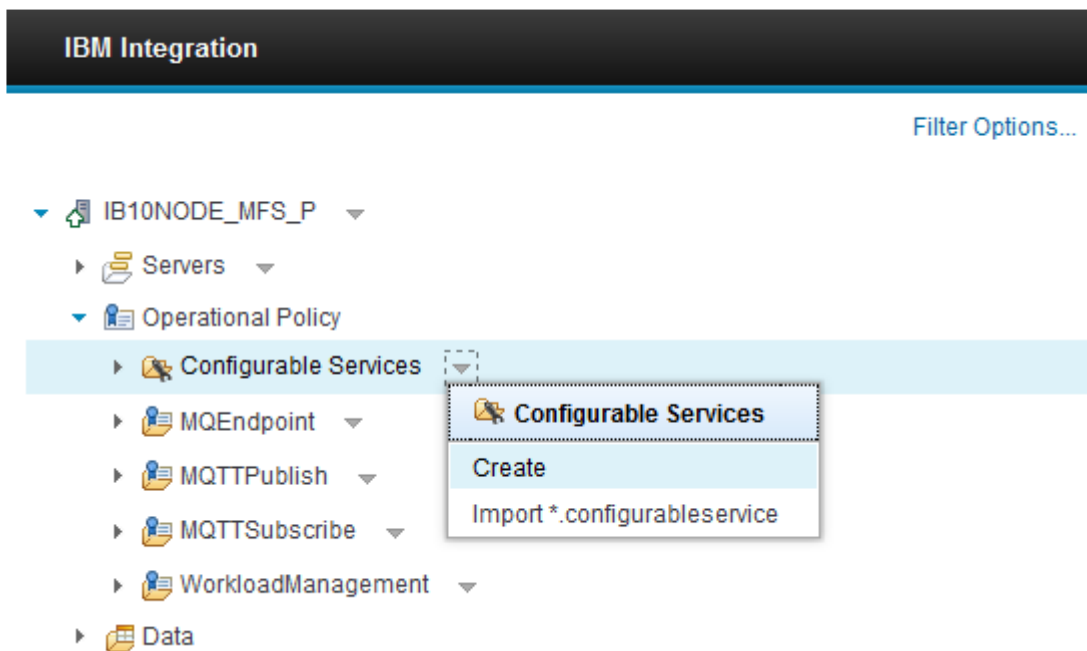 IBM Integration
Filter Options...
IB10NODE_MFS_P
Servers
Operational Policy
Configurable Services
Configurable Services
MQEndpoint
Create
MQTTPublish
Import *.configurableservice
MQTTSubscribe
WorkloadManagement
Data